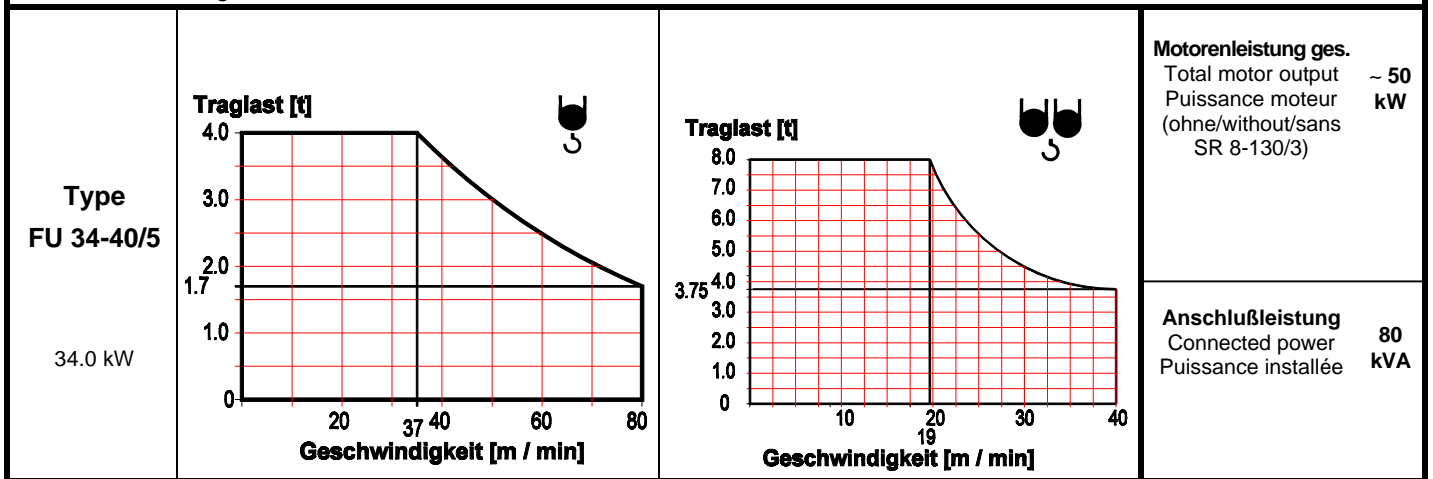 Type
FU 34-40/5
34.0 kW
Traglast [t]
4.0
3.0
2.0
1.7
1.0
0
20
37
40
60
80
Geschwindigkeit [m / min]
Traglast [t]
8.0
7.0
6.0
5.0
4.0
3.75
3.0
2.0
1.0
0
10
20
19
30
40
Geschwindigkeit [m / min]
Motorenleistung ges.
Total motor output
Puissance moteur
(ohne/without/sans
SR 8-130/3)
~ 50
kW
Anschlußleistung
Connected power
Puissance installée
80
kVA